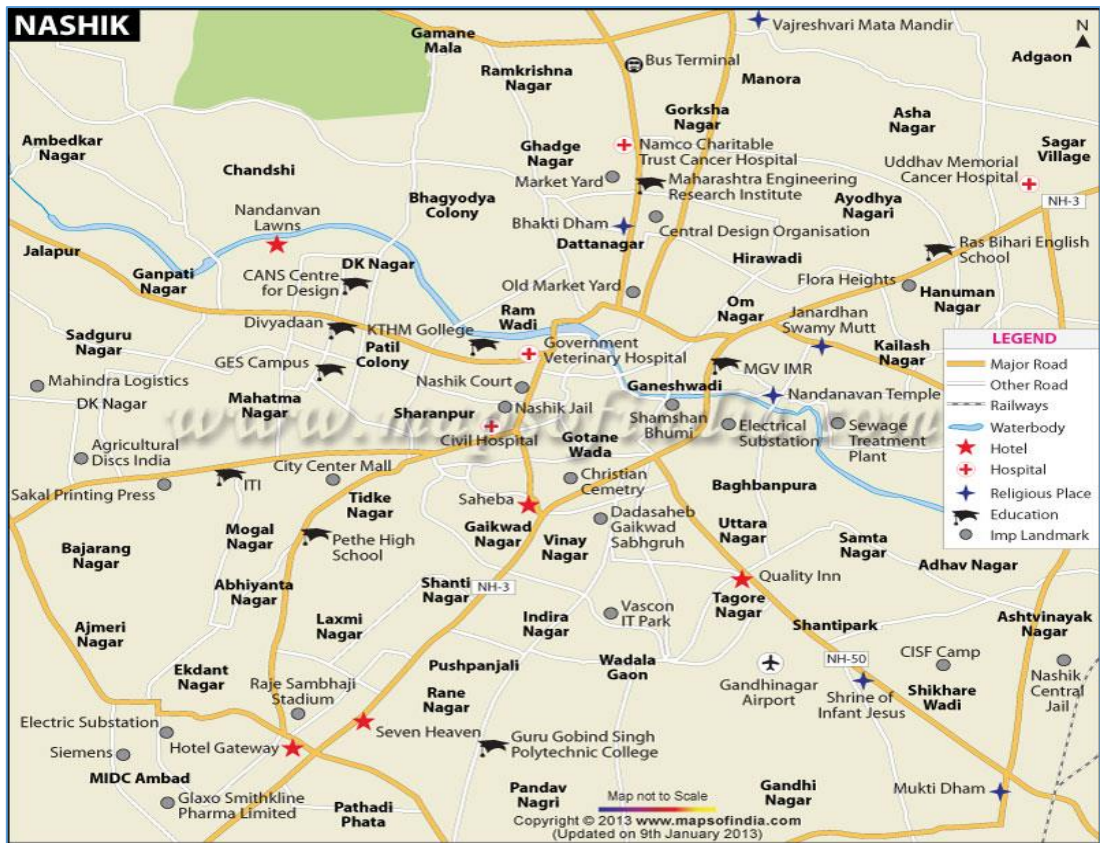 NASHIK
Gamane
Mala
Vajreshvari Mata Mandir
N
Bus Terminal
Adgaon
Ramkrishna
Nagar
Manora
Gorksha
Nagar
Asha
Nagar
Ambedkar
Nagar
Ghadge
Nagar
Namco Charitable
Trust Cancer Hospital
Sagar
Village
Chandshi
Market Yard
Maharashtra Engineering
Research Institute
Uddhav Memorial
Cancer Hospital
Bhagyodya
Colony
Ayodhya
Nagari
NH-3
Nandanvan
Lawns
Bhakti Dham
Central Design Organisation
Dattanagar
Ras Bihari English
School
Jalapur
DK Nagar
Hirawadi
Ganpati
Nagar
CANS Centre
for Design
Flora Heights
Old Market Yard
Hanuman
Nagar
Om
Nagar
Janardhan
Swamy Mutt
Divyadaan
Ram
Wadi
KTHM Gollege
Sadguru
Nagar
Patil
Colony
Government
Veterinary Hospital
Kailash
Nagar
GES Campus
MGV IMR
Mahindra Logistics
Nashik Court
Ganeshwadi
Nandanavan Temple
DK Nagar
Mahatma
Nagar
Sharanpur
Nashik Jail
Shamshan
Bhumi
www.mapsofindia.com
Civil Hospital
Electrical
Substation
Sewage
Treatment
Plant
Gotane
Wada
Agricultural
Discs India
City Center Mall
Christian
Cemetry
Baghbanpura
Sakal Printing Press
ITI
Tidke
Nagar
Saheba
Dadasaheb
Gaikwad
Sabhgruh
Mogal
Nagar
Pethe High
School
Gaikwad
Nagar
Vinay
Nagar
Uttara
Nagar
Samta
Nagar
Bajarang
Nagar
Adhav Nagar
Abhiyanta
Nagar
Shanti
Nagar
NH-3
Quality Inn
Tagore
Nagar
Laxmi
Nagar
Indira
Nagar
Vascon
IT Park
Shantipark
Ashtvinayak
Nagar
Ajmeri
Nagar
Pushpanjali
Wadala
Gaon
NH-50
CISF Camp
Ekdant
Nagar
Raje Sambhaji
Stadium
Rane
Nagar
Gandhinagar
Airport
Shrine of
Infant Jesus
Shikhare
Wadi
Nashik
Central
Jail
Electric Substation
Seven Heaven
Siemens
Hotel Gateway
Guru Gobind Singh
Polytechnic College
MIDC Ambad
Pandav
Nagri
Gandhi
Nagar
Mukti Dham
Glaxo Smithkline
Pharma Limited
Pathadi
Phata
Map not to Scale
Copyright © 2013 www.mapsofindia.com
(Updated on 9th January 2013)
LEGEND
Major Road
Other Road
Railways
Waterbody
Hotel
Hospital
Religious Place
Education
Imp Landmark